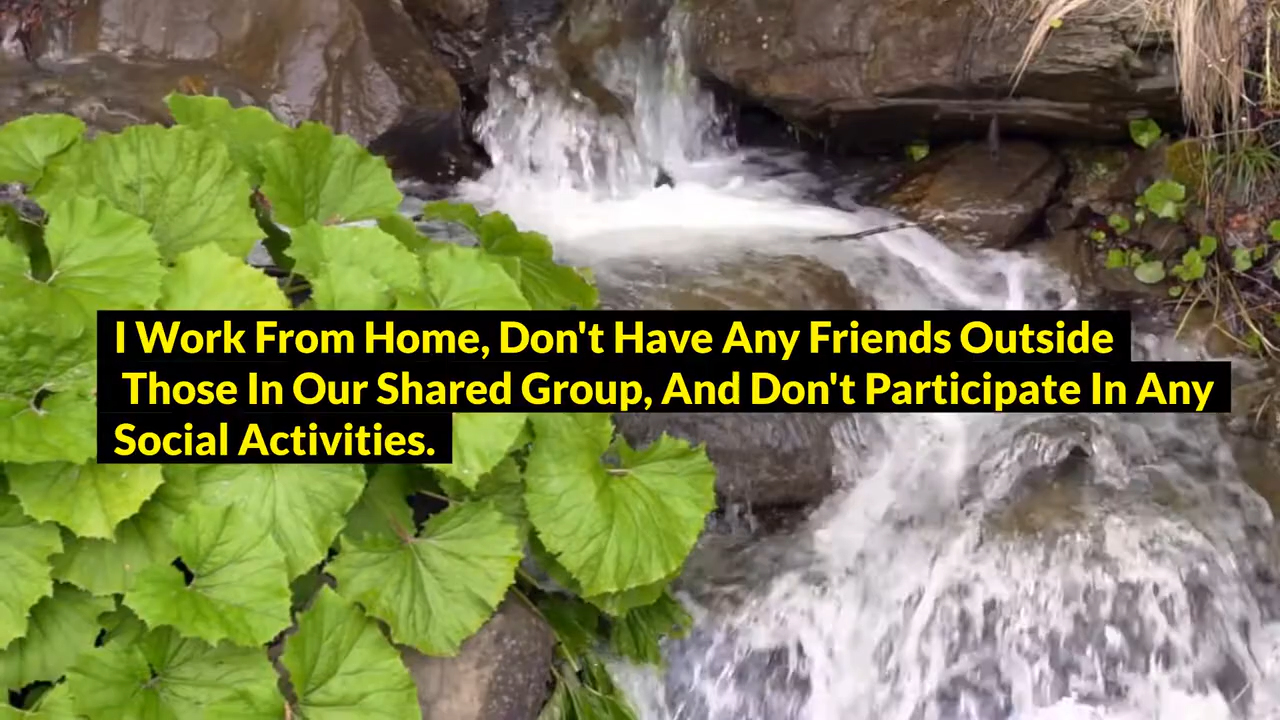 I Work From Home, Don't Have Any Friends Outside
Those In Our Shared Group, And Don't Participate In Any
Social Activities.